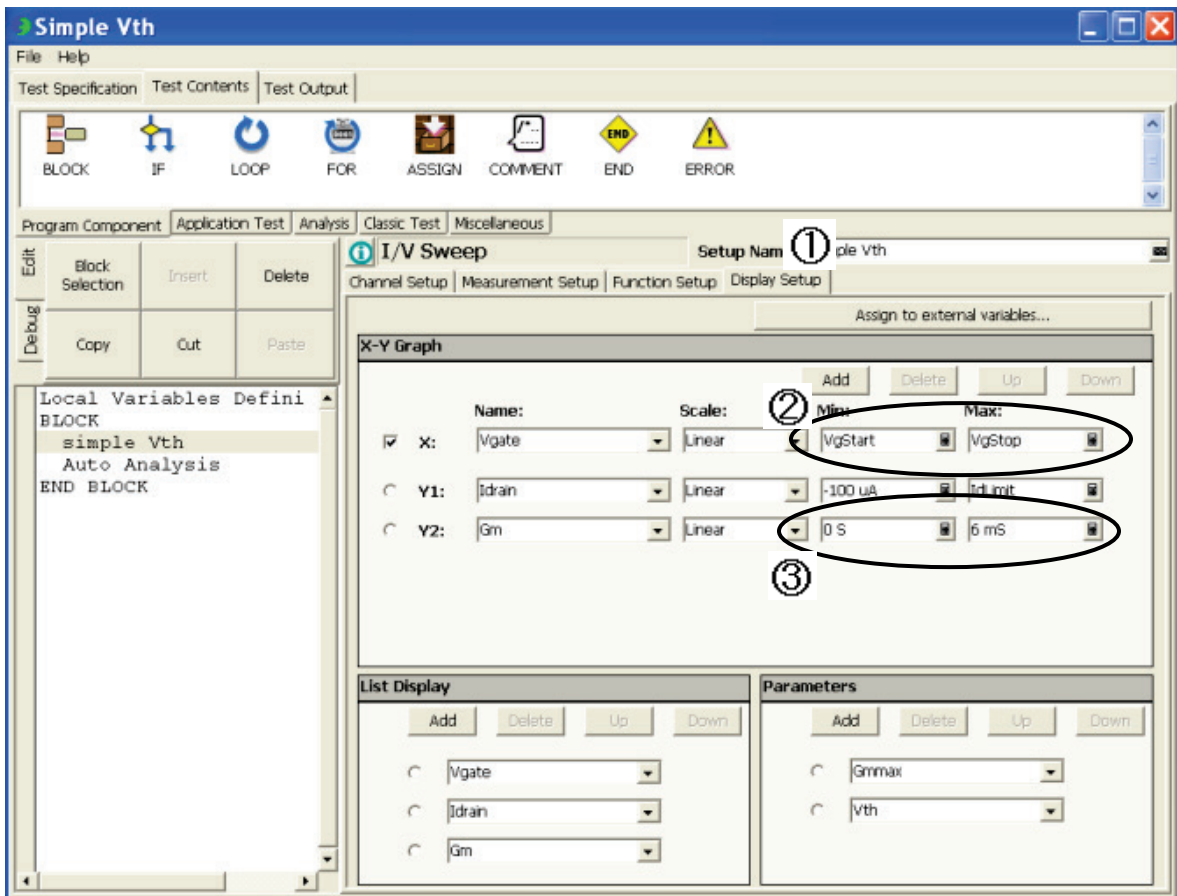 Simple Vth
File Help
Test Specification Test Contents Test Output
END
BLOCK IF LOOP FOR ASSIGN COMMENT END ERROR
Program Component Application Test Analysis Classic Test Miscellaneous
Edit
Debug
Block Selection Insert Delete
Copy Cut Paste
Local Variables Defini
BLOCK
simple Vth
Auto Analysis
END BLOCK
I/V Sweep Setup Nam ① ple Vth
Channel Setup Measurement Setup Function Setup Display Setup
Assign to external variables...
X-Y Graph
Add Delete Up Down
Name: Scale: ② Min: Max:
X: Vgate Linear VgStart VgStop
Y1: Idrain Linear -100 uA IdLimit
Y2: Gm Linear 0 S 6 mS
③
List Display
Add Delete Up Down
Vgate
Idrain
Gm
Parameters
Add Delete Up Down
Gmmax
Vth